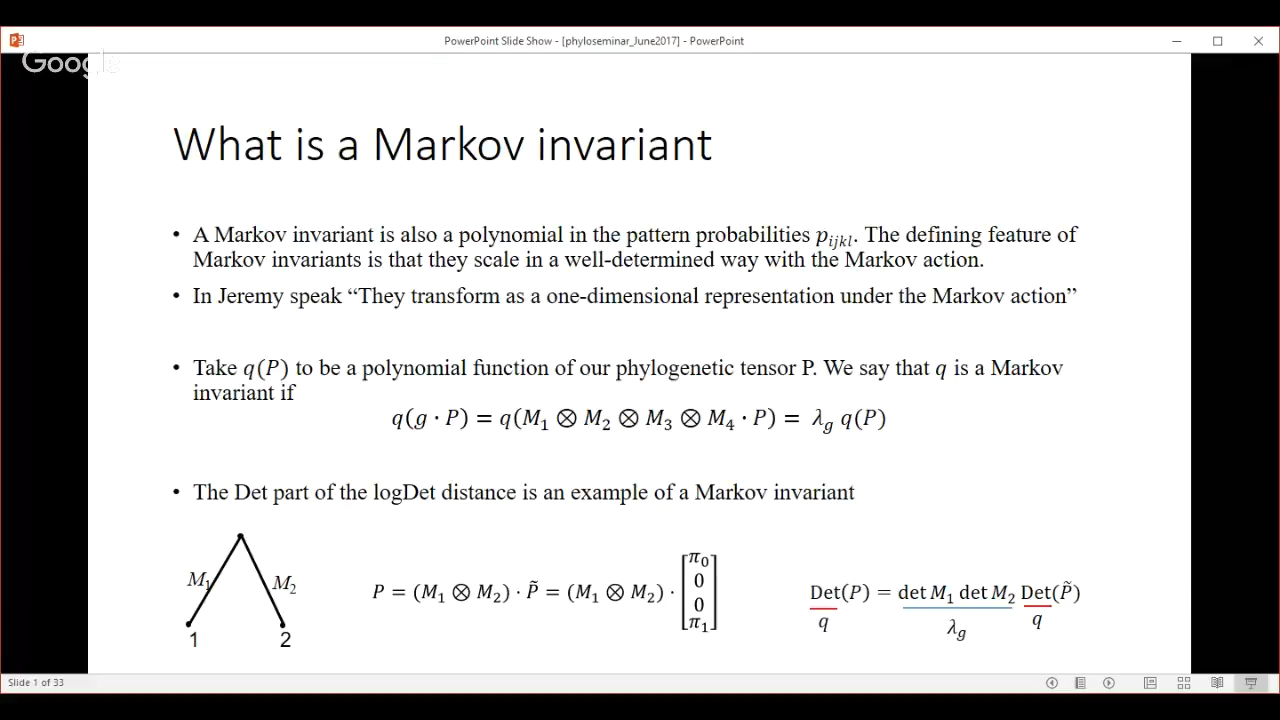 PowerPoint Slide Show - [phyloseminar_June2017] - PowerPoint
Google
What is a Markov invariant
• A Markov invariant is also a polynomial in the pattern probabilities p_{ijkl}. The defining feature of
Markov invariants is that they scale in a well-determined way with the Markov action.
• In Jeremy speak “They transform as a one-dimensional representation under the Markov action”
• Take q(P) to be a polynomial function of our phylogenetic tensor P. We say that q is a Markov
invariant if
q(g · P) = q(M₁ ⊗ M₂ ⊗ M₃ ⊗ M₄ · P) = λ_g q(P)
• The Det part of the logDet distance is an example of a Markov invariant
M₁
M₂
1
2
P = (M₁ ⊗ M₂) · P̃ = (M₁ ⊗ M₂) · [π₀ 0 0 π₁]
Det(P) = det M₁ det M₂ Det(P̃)
q
λ_g
q
Slide 1 of 33